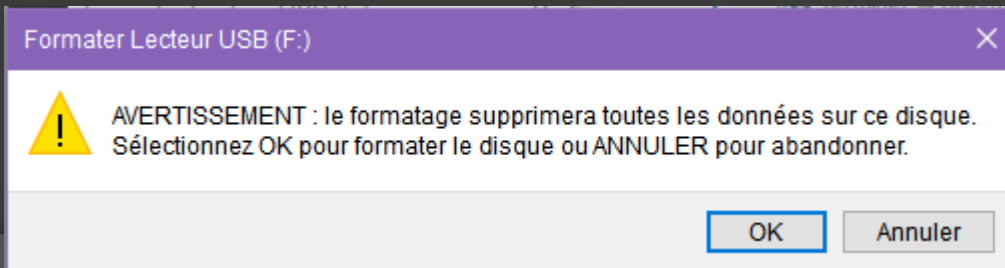 Formater Lecteur USB (F:)
AVERTISSEMENT : le formatage supprimera toutes les données sur ce disque.
Sélectionnez OK pour formater le disque ou ANNULER pour abandonner.
OK
Annuler